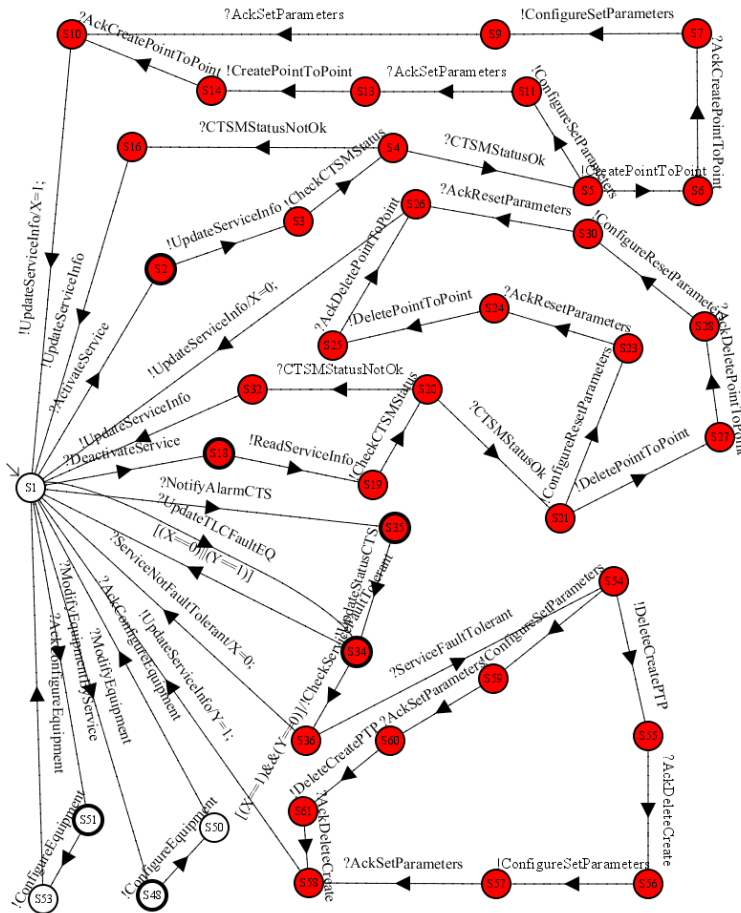 ?AckSetParameters
!ConfigureSetParameters
S10
S9
S7
?AckCreatePointToPoint
!CreatePointToPoint
?AckSetParameters
S14
S13
S11
!ConfigureSetParameters
?AckCreatePointToPoint
?CTSMStatusNotOk
S16
S4
?CTSMStatusOk
!CreatePointToPoint
S5
S6
!CheckCTSMStatus
!UpdateServiceInfo
S3
S26
?AckResetParameters
S30
!ConfigureResetParameters
!UpdateServiceInfo/X=1;
!UpdateServiceInfo
S2
?ActivateService
?AckDeletePointToPoint
!UpdateServiceInfo/X=0;
!DeletePointToPoint
S24
?AckResetParameters
S25
S23
S28
?AckDeletePointToPoint
?CTSMStatusNotOk
S32
S20
!UpdateServiceInfo
!CheckCTSMStatus
?CTSMStatusOk
!ConfigureResetParameters
?DeactivateService
S18
!ReadServiceInfo
S19
!DeletePointToPoint
S27
S1
S21
?NotifyAlarmCTS
?UpdateTLCFaultEQ
S35
[(X==0)||(Y==1)]
!UpdateStatusCTS
?ServiceNotFaultTolerant/X=0;
S34
[(X==1)&&(Y==0)]/!CheckServiceFaultTolerant
?ServiceFaultTolerant
S54
!ConfigureSetParameters
S59
!DeleteCreatePTP
?AckSetParameters
S36
S60
S55
!DeleteCreatePTP
?ModifyEquipmentByService
?AckConfigureEquipment
?ModifyEquipment
?AckConfigureEquipment
!UpdateServiceInfo/Y=1;
S61
?AckDeleteCreate
?AckDeleteCreate
S51
S50
!ConfigureEquipment
!ConfigureEquipment
S53
S48
S58
?AckSetParameters
S57
!ConfigureSetParameters
S56